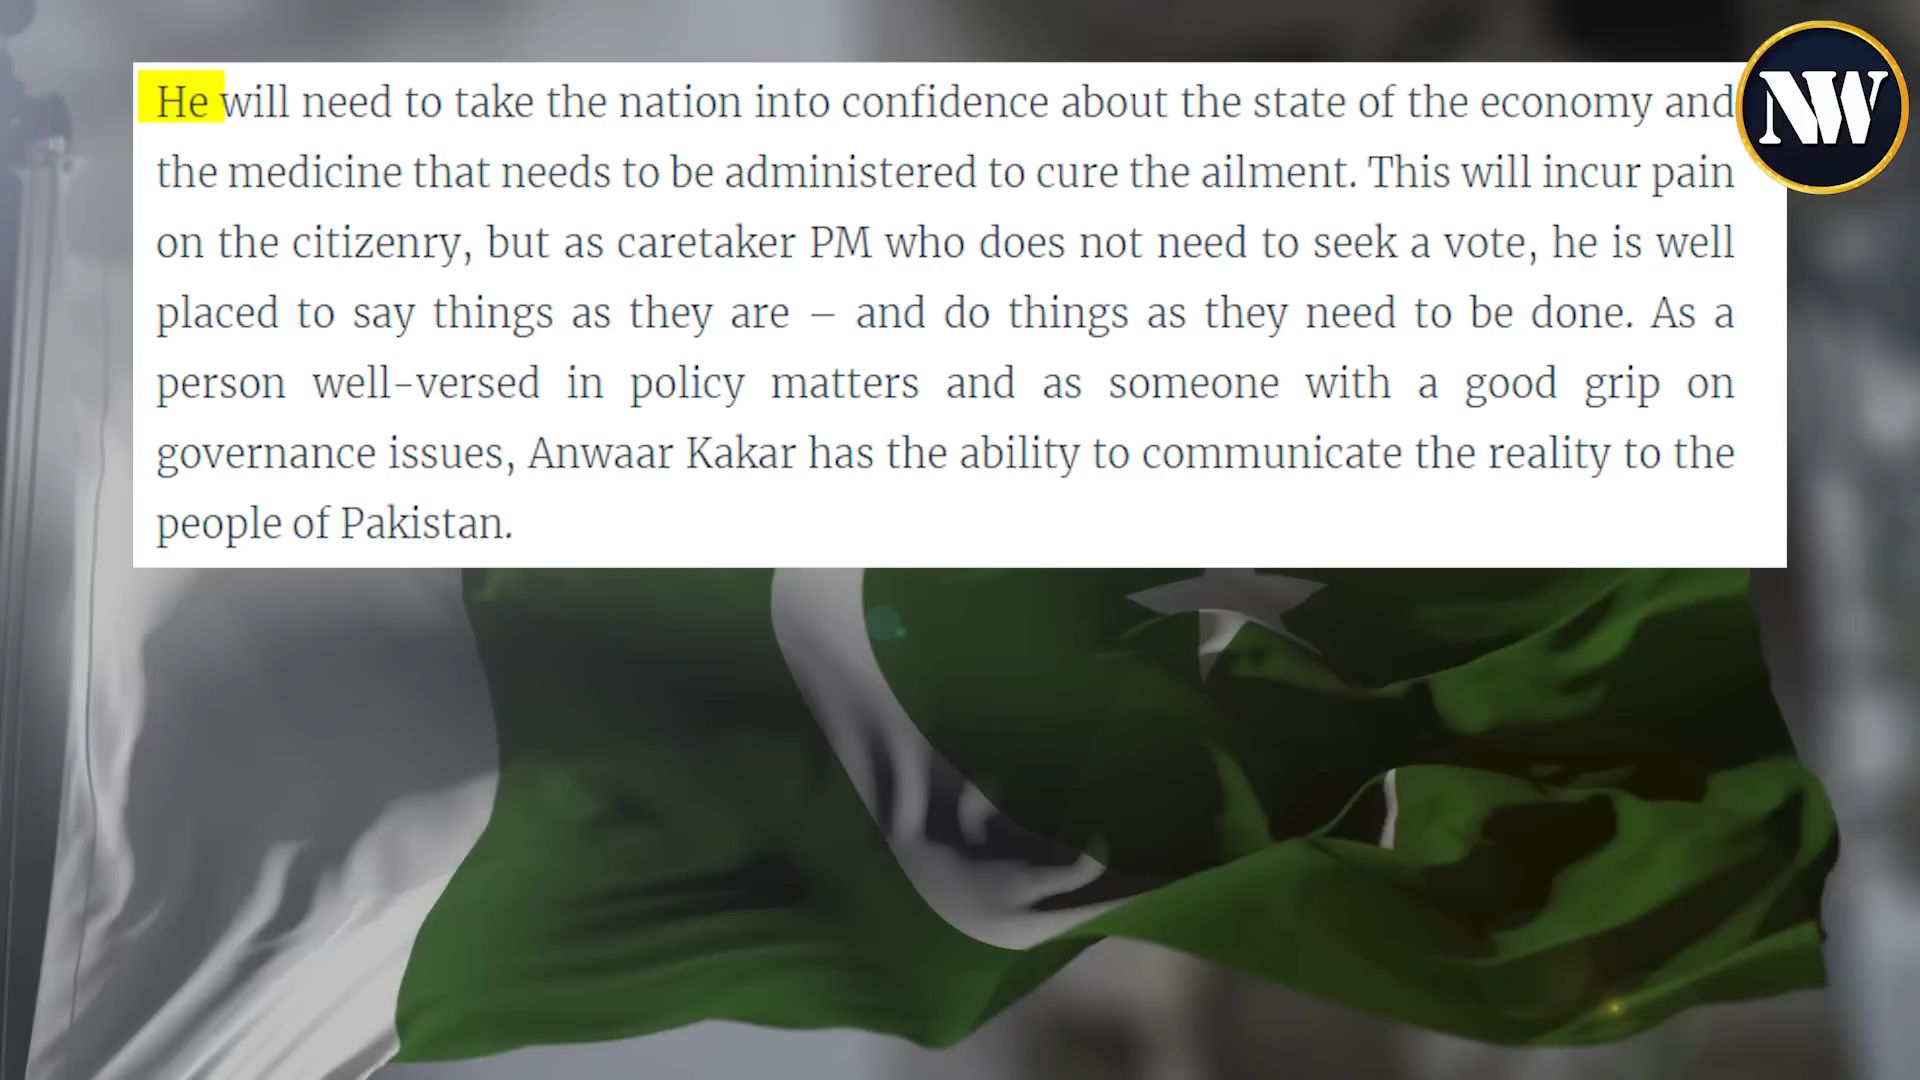 He will need to take the nation into confidence about the state of the economy and
the medicine that needs to be administered to cure the ailment. This will incur pain
on the citizenry, but as caretaker PM who does not need to seek a vote, he is well
placed to say things as they are – and do things as they need to be done. As a
person well-versed in policy matters and as someone with a good grip on
governance issues, Anwaar Kakar has the ability to communicate the reality to the
people of Pakistan.
NW